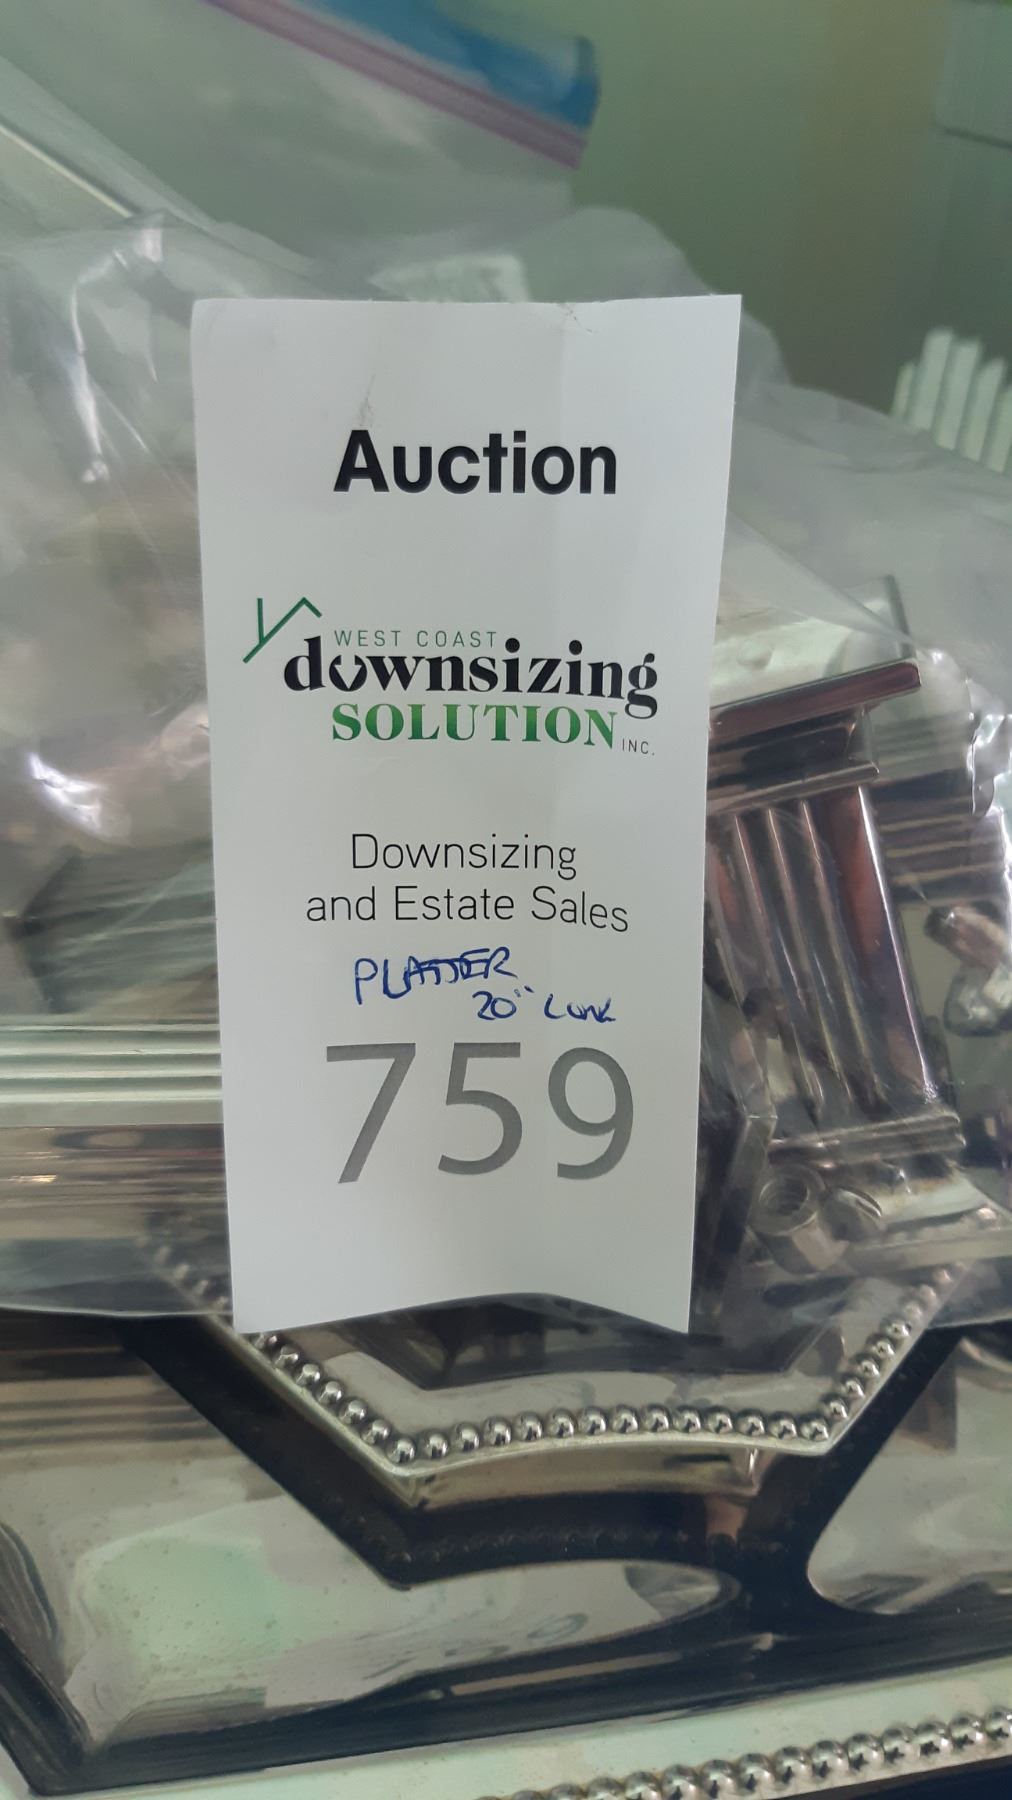 Auction
WEST COAST
downsizing
SOLUTION INC.
Downsizing
and Estate Sales
PLATTER
20" LONG
759